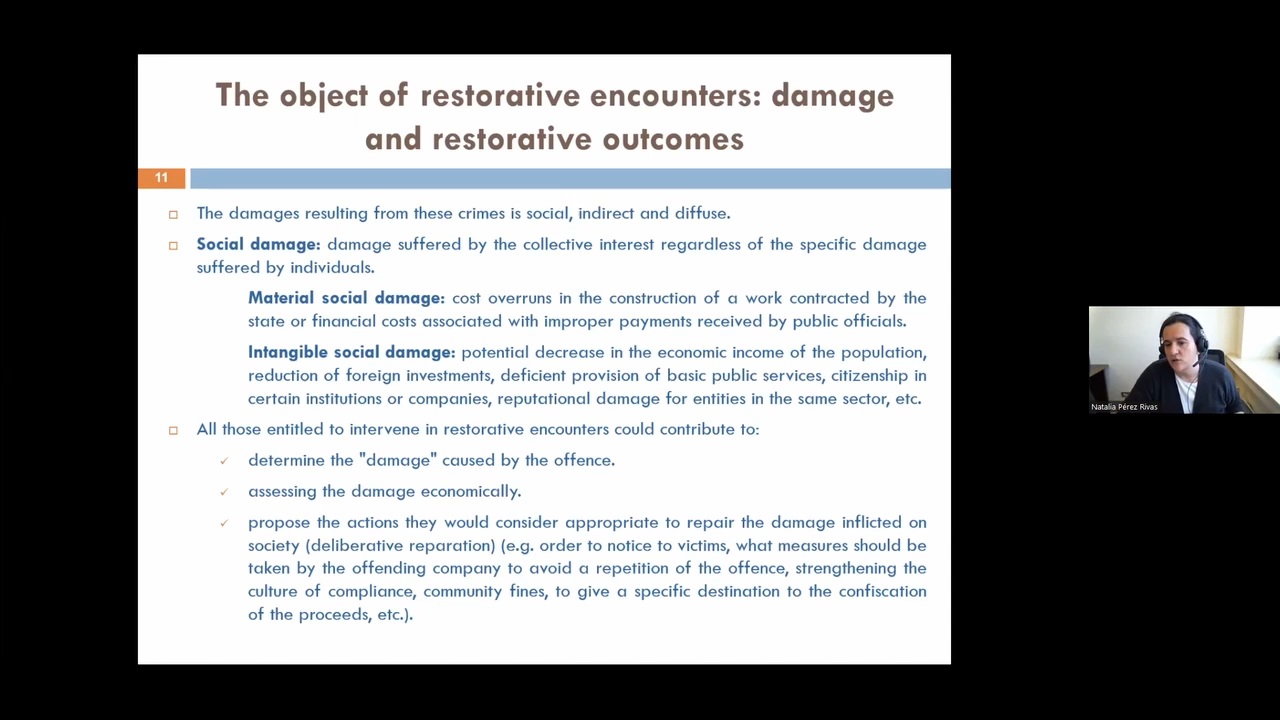 The object of restorative encounters: damage
and restorative outcomes
11
The damages resulting from these crimes is social, indirect and diffuse.
Social damage: damage suffered by the collective interest regardless of the specific damage
suffered by individuals.
Material social damage: cost overruns in the construction of a work contracted by the
state or financial costs associated with improper payments received by public officials.
Intangible social damage: potential decrease in the economic income of the population,
reduction of foreign investments, deficient provision of basic public services, citizenship in
certain institutions or companies, reputational damage for entities in the same sector, etc.
All those entitled to intervene in restorative encounters could contribute to:
determine the "damage" caused by the offence.
assessing the damage economically.
propose the actions they would consider appropriate to repair the damage inflicted on
society (deliberative reparation) (e.g. order to notice to victims, what measures should be
taken by the offending company to avoid a repetition of the offence, strengthening the
culture of compliance, community fines, to give a specific destination to the confiscation
of the proceeds, etc.).
Natalia Pérez Rivas